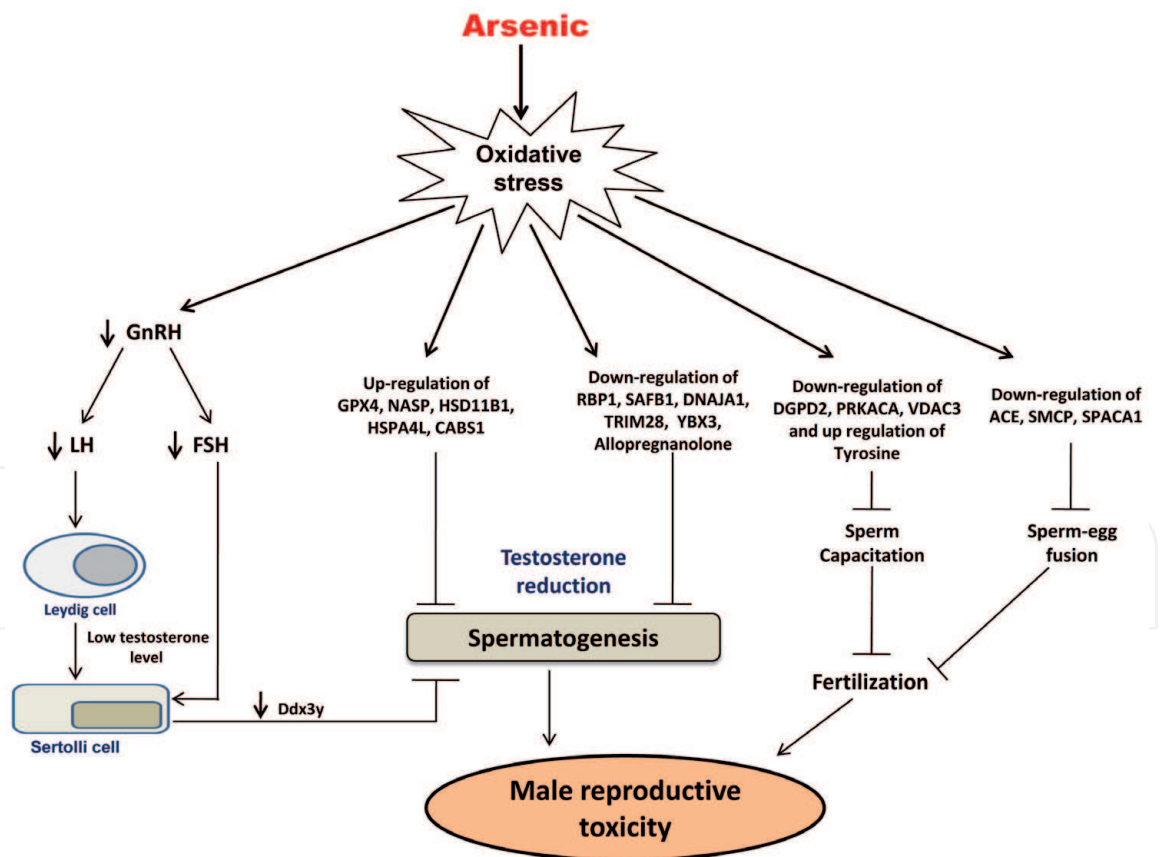 Arsenic
Oxidative
stress
GnRH
LH
FSH
Leydig cell
Low testosterone
level
Sertolli cell
Ddx3y
Up-regulation of
GPX4, NASP, HSD11B1,
HSPA4L, CABS1
Down-regulation of
RBP1, SAFB1, DNAJA1,
TRIM28, YBX3,
Allopregnanolone
Down-regulation of
DGPD2, PRKACA, VDAC3
and up regulation of
Tyrosine
Down-regulation of
ACE, SMCP, SPACA1
Testosterone
reduction
Spermatogenesis
Sperm
Capacitation
Sperm-egg
fusion
Fertilization
Male reproductive
toxicity